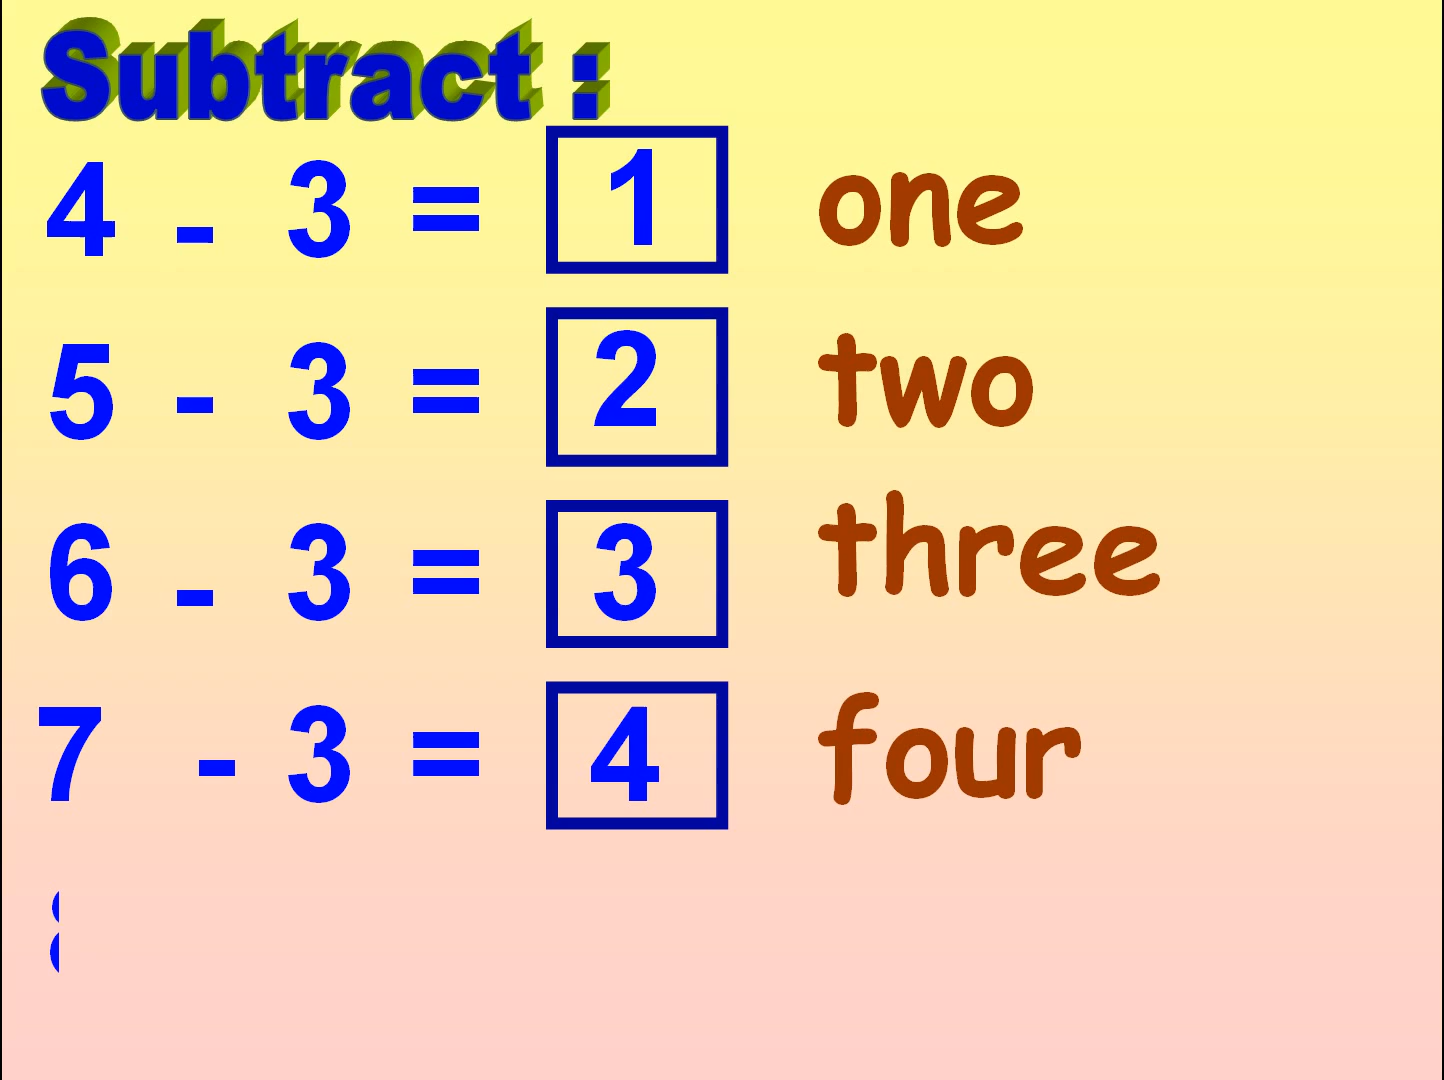 Subtract :
4 - 3 = 1 one
5 - 3 = 2 two
6 - 3 = 3 three
7 - 3 = 4 four